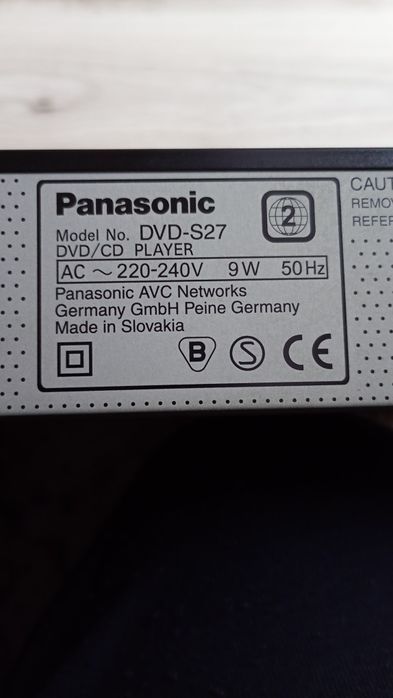 Panasonic
2
Model No. DVD-S27
DVD/CD PLAYER
AC ～ 220-240V 9W 50Hz
Panasonic AVC Networks
Germany GmbH Peine Germany
Made in Slovakia
B S CE
CAUT
REMO
REFER